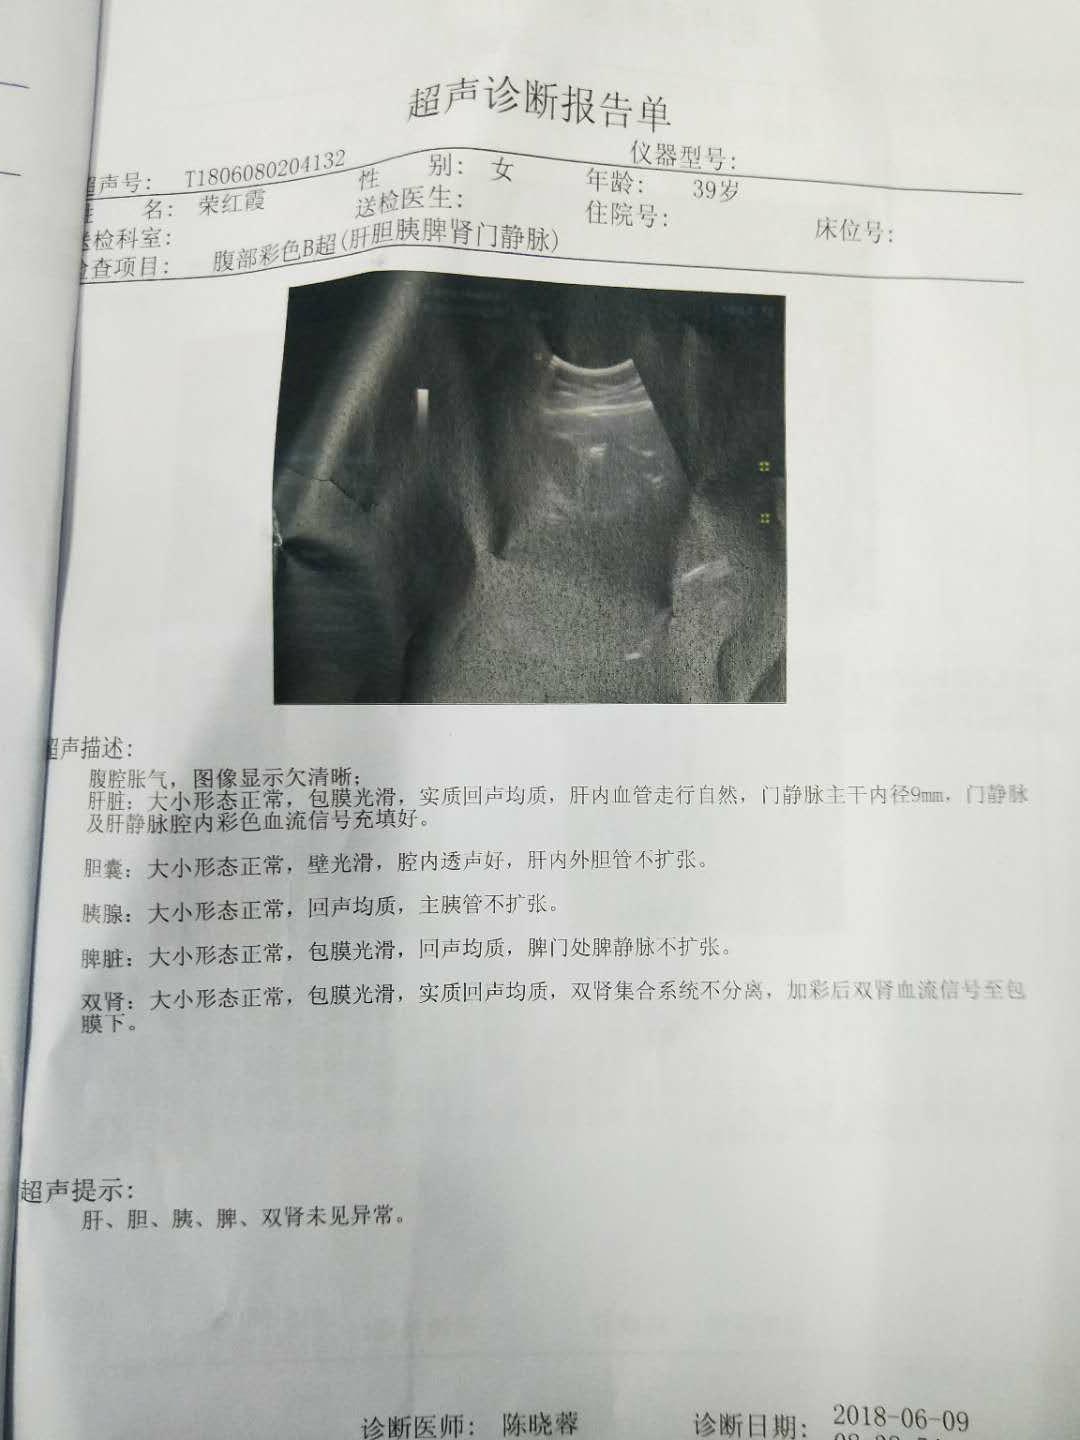 超声诊断报告单
仪器型号:
超声号: T1806080204132 性 别: 女 年龄: 39岁
姓 名: 荣红霞 送检医生: 住院号: 床位号:
送检科室:
检查项目: 腹部彩色B超(肝胆胰脾肾门静脉)
超声描述:
腹腔胀气，图像显示欠清晰；
肝脏：大小形态正常，包膜光滑，实质回声均质，肝内血管走行自然，门静脉主干内径9mm，门静脉
及肝静脉腔内彩色血流信号充填好。
胆囊：大小形态正常，壁光滑，腔内透声好，肝内外胆管不扩张。
胰腺：大小形态正常，回声均质，主胰管不扩张。
脾脏：大小形态正常，包膜光滑，回声均质，脾门处脾静脉不扩张。
双肾：大小形态正常，包膜光滑，实质回声均质，双肾集合系统不分离，加彩后双肾血流信号至包
膜下。
超声提示:
肝、胆、胰、脾、双肾未见异常。
诊断医师: 陈晓蓉 诊断日期: 2018-06-09